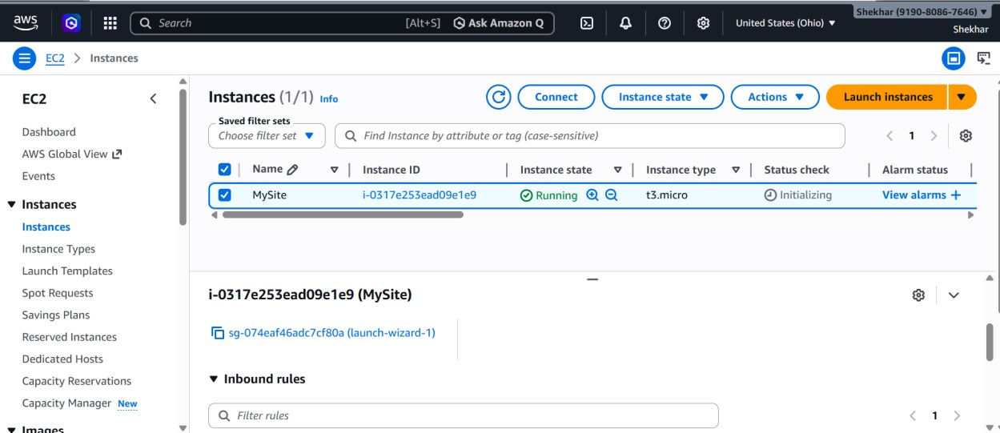 aws
Search [Alt+S] Ask Amazon Q
United States (Ohio)
Shekhar (9190-8086-7646)
Shekhar
EC2 Instances
EC2
Dashboard
AWS Global View
Events
Instances
Instances
Instance Types
Launch Templates
Spot Requests
Savings Plans
Reserved Instances
Dedicated Hosts
Capacity Reservations
Capacity Manager New
Images
Instances (1/1) Info
Connect
Instance state
Actions
Launch instances
Saved filter sets
Choose filter set
Find Instance by attribute or tag (case-sensitive)
1
Name Instance ID Instance state Instance type Status check Alarm status
MySite i-0317e253ead09e1e9 Running t3.micro Initializing View alarms +
i-0317e253ead09e1e9 (MySite)
sg-074eaf46adc7cf80a (launch-wizard-1)
Inbound rules
Filter rules
1